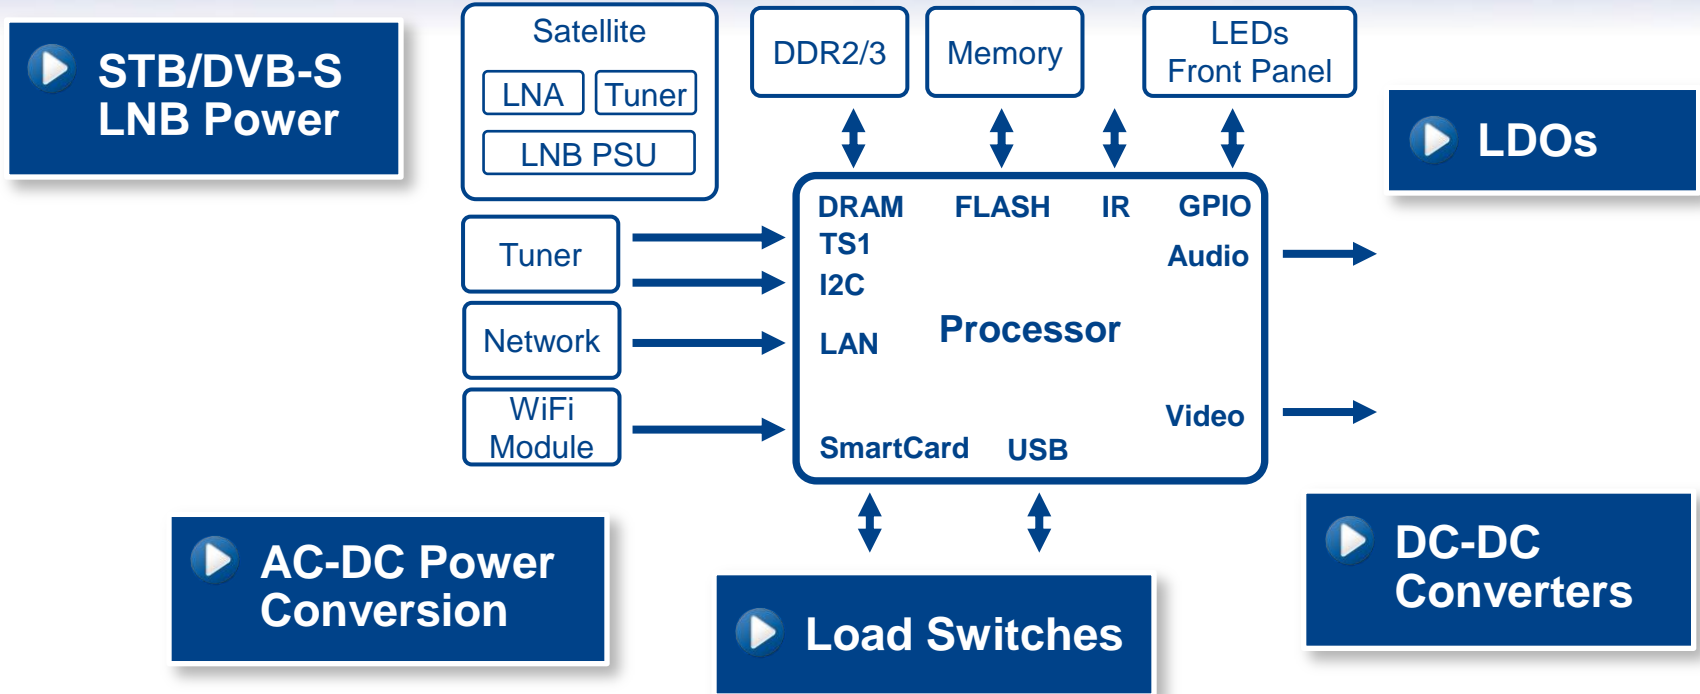 STB/DVB-S
LNB Power
Satellite
LNA
Tuner
LNB PSU
DDR2/3
Memory
LEDs
Front Panel
LDOs
Tuner
Network
WiFi
Module
DRAM
FLASH
IR
GPIO
TS1
Audio
I2C
Processor
LAN
Video
SmartCard
USB
AC-DC Power
Conversion
Load Switches
DC-DC
Converters